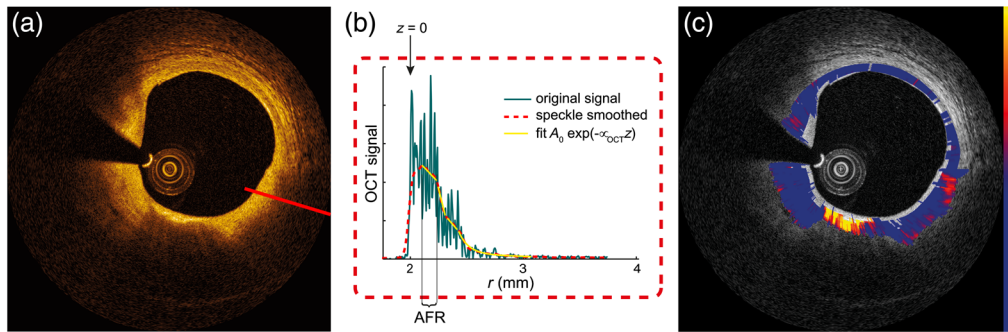 (a)
(b)
z = 0
OCT signal
original signal
speckle smoothed
fit A₀ exp(-∝OCTz)
2
3
4
r (mm)
AFR
(c)